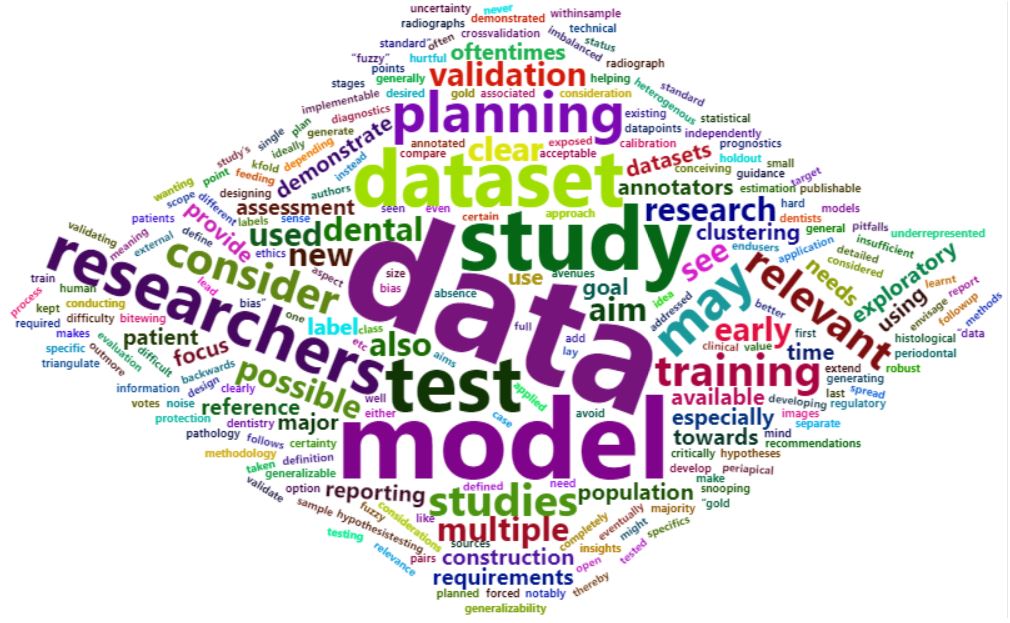 uncertainty
never
radiographs
demonstrated
withinsample
often
crossvalidation
technical
standard"
oftentimes
imbalanced
status
"fuzzy"
hurtful
radiograph
points
generally
validation
helping
heterogenous
stages
desired
gold
associated
consideration
standard
implementable
diagnostics
planning
existing
statistical
plan
generate
demonstrate
datapoints
independently
study's
single
ideally
annotated
clear
exposed
calibration
prognostics
kfold
depending
compare
acceptable
datasets
holdout
small
point
feeding
instead
dataset
conceiving
guidance
target
wanting
scope
different
designing
authors
annotators
estimation
publishable
patients
provide
labels
assessment
seen
even
certain
approach
research
hard
models
validating
meaning
define
sense
used
dental
study
clustering
dentists
general
pitfalls
underrepresented
external
ethics
new
see
endusers
application
detailed
insufficient
researchers
consider
lead
aspect
size
bias
absence
use
avenues
goal
idea
may
relevant
needs
considered
exploratory
learnt
train
human
bias"
one
data
full
aim
addressed
better
using
envisage
report
process
kept
conducting
label
class
etc
add
lay
early
first
histological
followup
required
difficulty
bitewing
patient
also
aims
clinical
value
time
extend
periodontal
"data
methods
makes
evaluation
focus
backwards
possible
test
applied
training
generating
robust
specific
outmore
difficult
design
clearly
well
case
available
developing
last
spread
triangulate
information
votes
noise
reference
either
avoid
especially
images
regulatory
protection
dentistry
major
model
towards
mind
separate
pathology
follows
certainty
critically
hypotheses
recommendations
methodology
taken
definition
generalizable
defined
need
develop
periapical
make
snooping
validate
option
reporting
studies
population
majority
"gold
sample
fuzzy
considerations
like
multiple
completely
eventually
might
specifics
testing
hypothesistesting
relevance
pairs
sources
construction
insights
open
tested
requirements
thereby
planned
forced
notably
generalizability